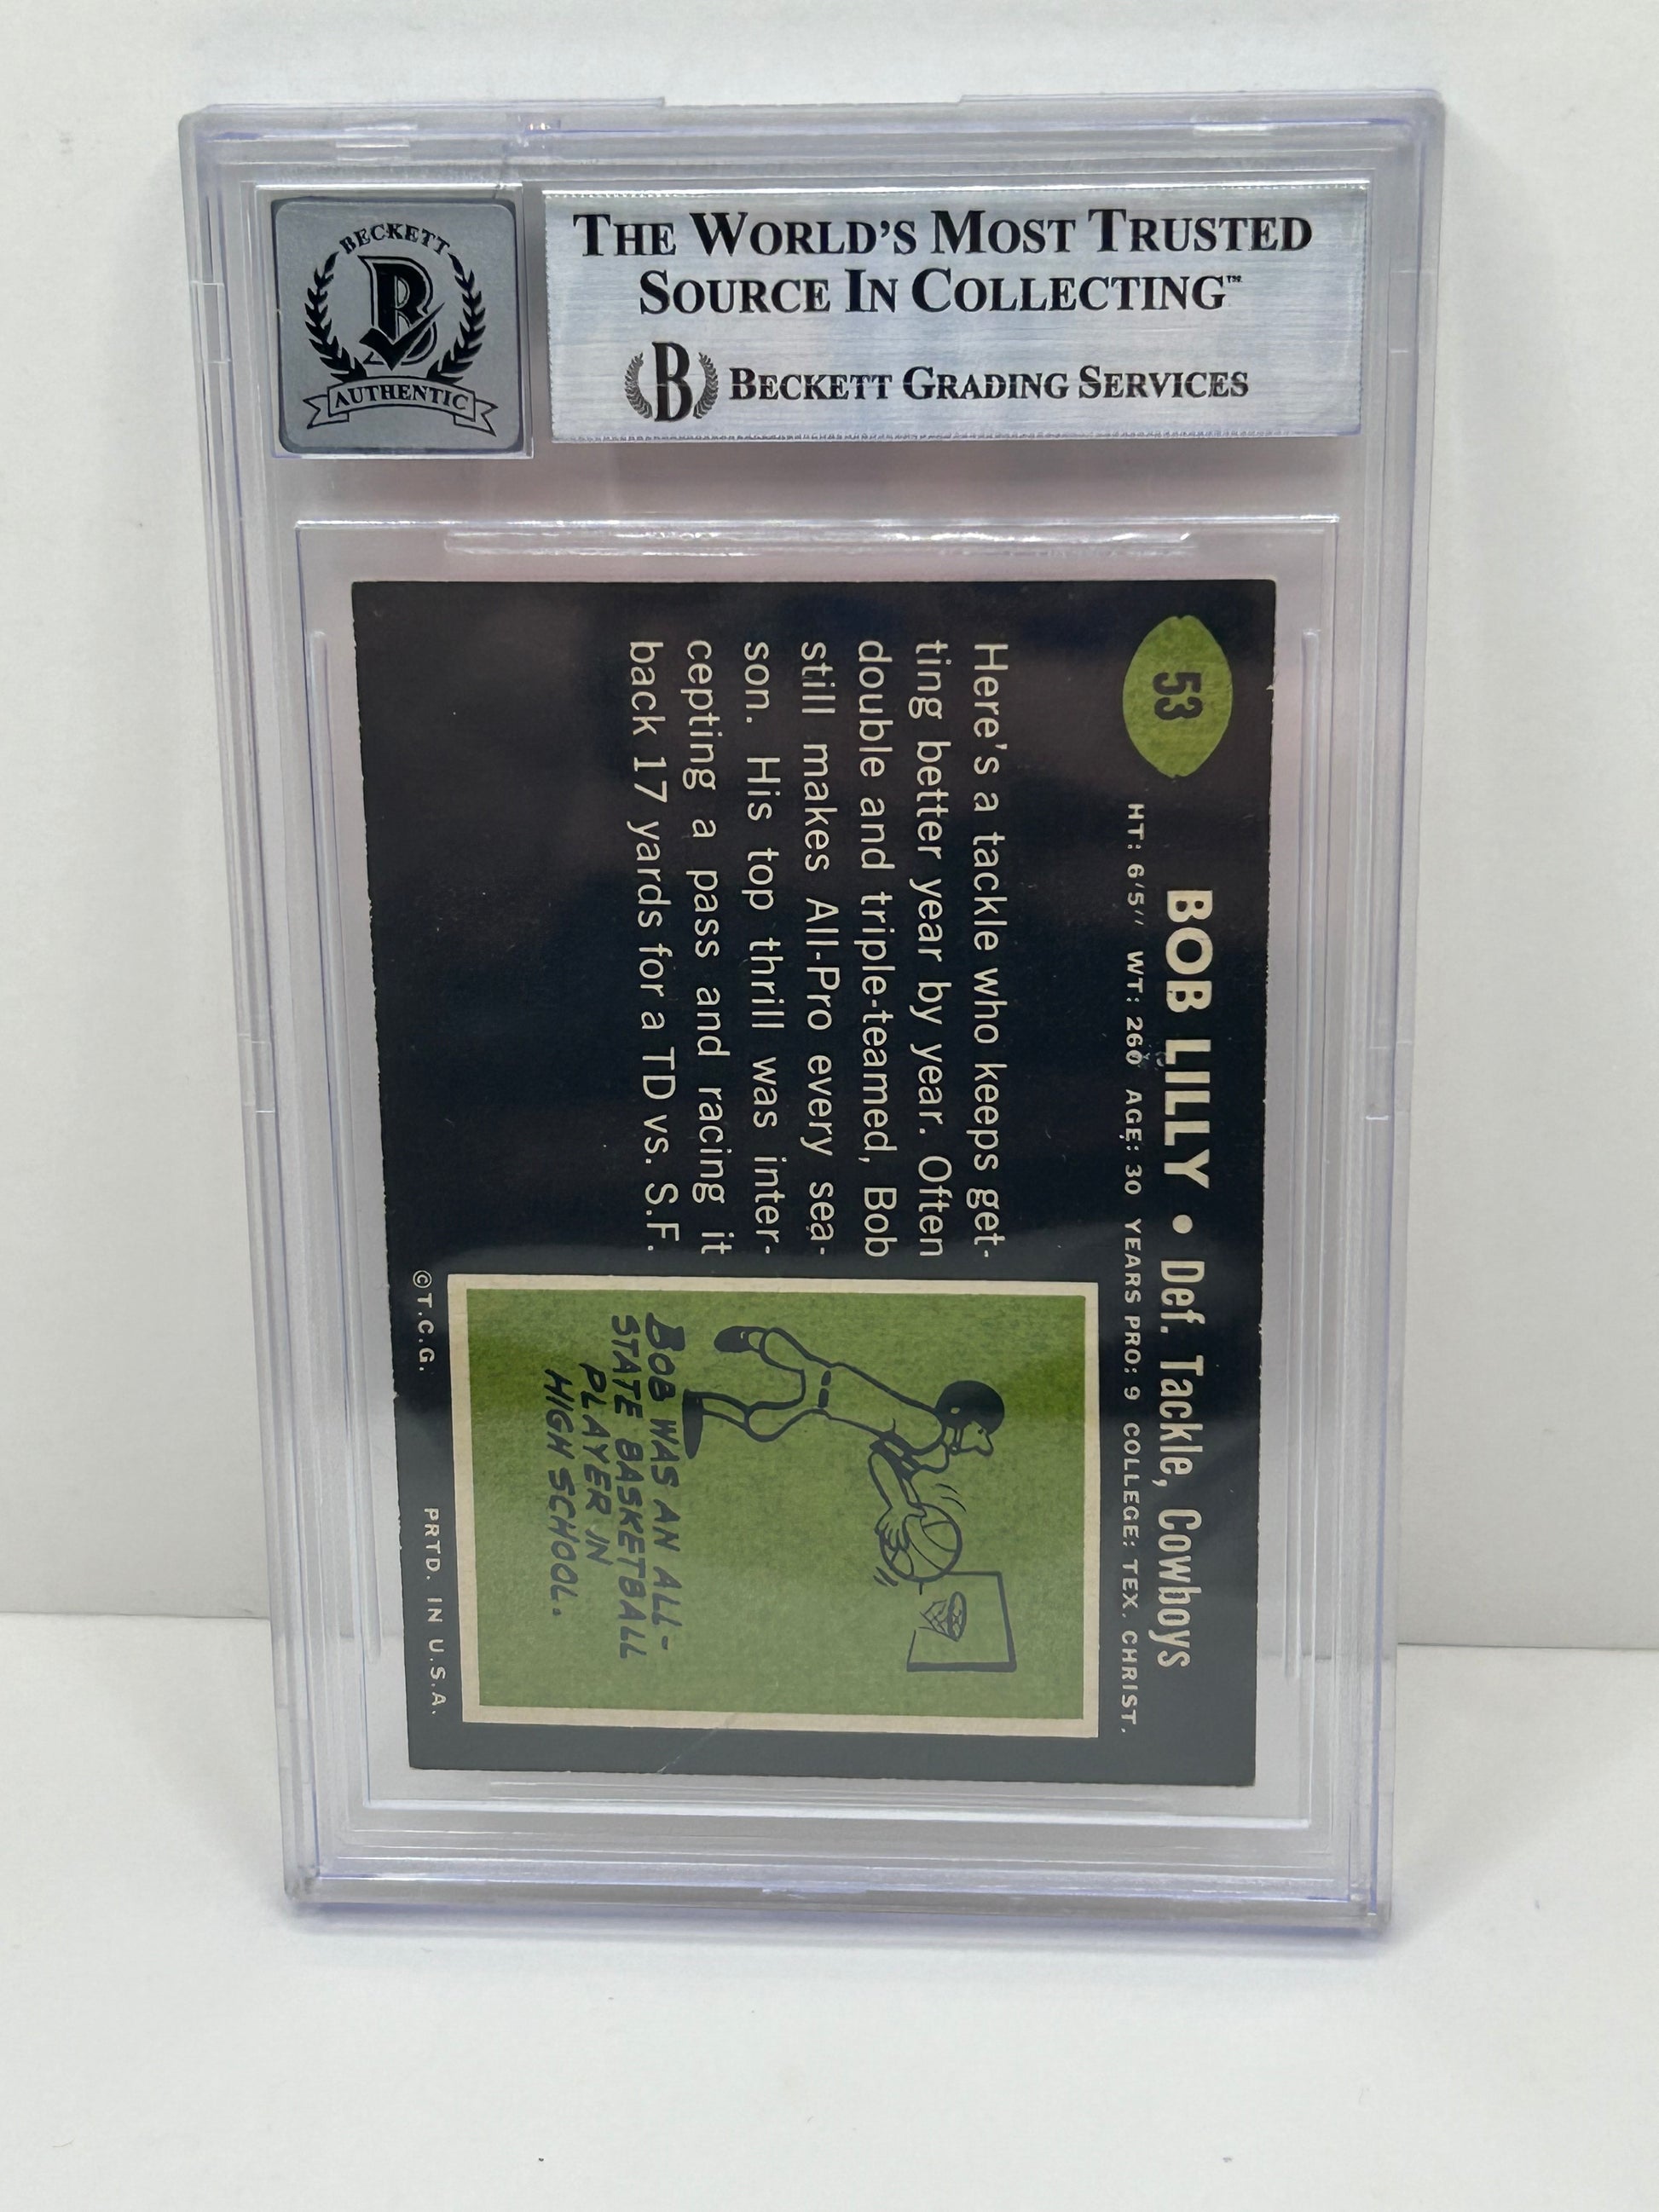 BECKETT
B
AUTHENTIC
THE WORLD'S MOST TRUSTED
SOURCE IN COLLECTING™
B BECKETT GRADING SERVICES
53
BOB LILLY • Def. Tackle, Cowboys
HT: 6'5" WT: 260 AGE: 30 YEARS PRO: 9 COLLEGE: TEX. CHRIST.
Here's a tackle who keeps get-
ting better year by year. Often
double and triple-teamed, Bob
still makes All-Pro every sea-
son. His top thrill was inter-
cepting a pass and racing it
back 17 yards for a TD vs. S.F.
BOB WAS AN ALL-
STATE BASKETBALL
PLAYER IN
HIGH SCHOOL.
©T.C.G. PRTD. IN U.S.A.